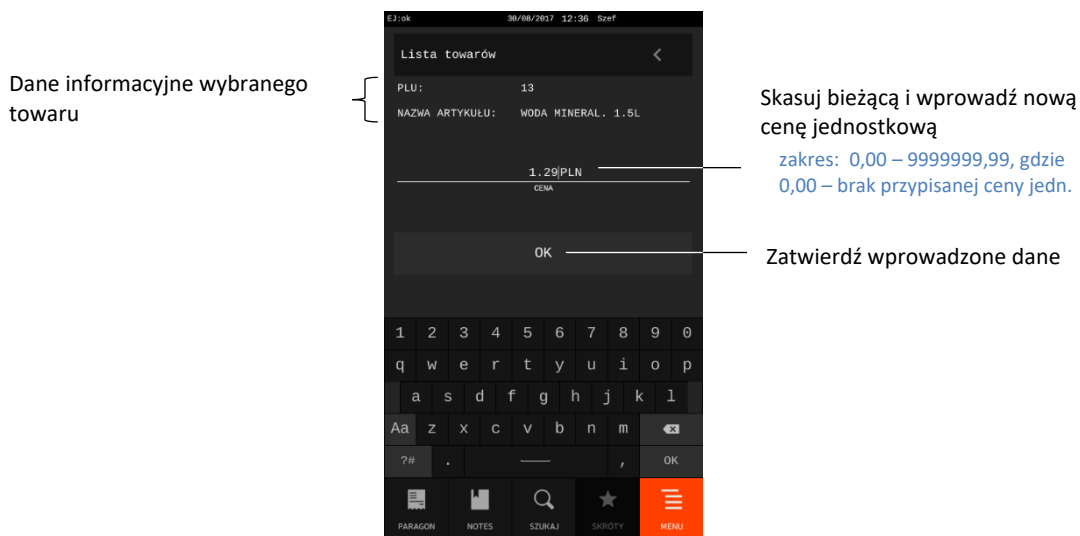 EJ:ok 30/08/2017 12:36 Szef
Lista towarów
Dane informacyjne wybranego
towaru
PLU: 13
NAZWA ARTYKUŁU: WODA MINERAL. 1.5L
Skasuj bieżącą i wprowadź nową
cenę jednostkową
zakres: 0,00 – 9999999,99, gdzie
0,00 – brak przypisanej ceny jedn.
1.29PLN
CENA
OK
Zatwierdź wprowadzone dane
1 2 3 4 5 6 7 8 9 0
q w e r t y u i o p
a s d f g h j k l
Aa z x c v b n m
?# . , OK
PARAGON NOTES SZUKAJ SKRÓTY MENU